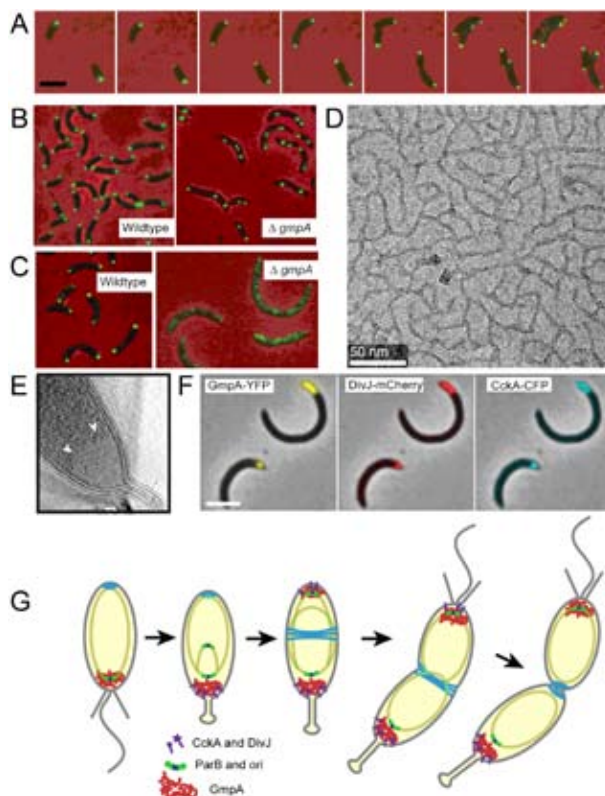 A
B
Wildtype
Δ gmpA
C
Wildtype
Δ gmpA
D
50 nm
E
F
GmpA-YFP
DivJ-mCherry
CckA-CFP
G
CckA and DivJ
ParB and ori
GmpA